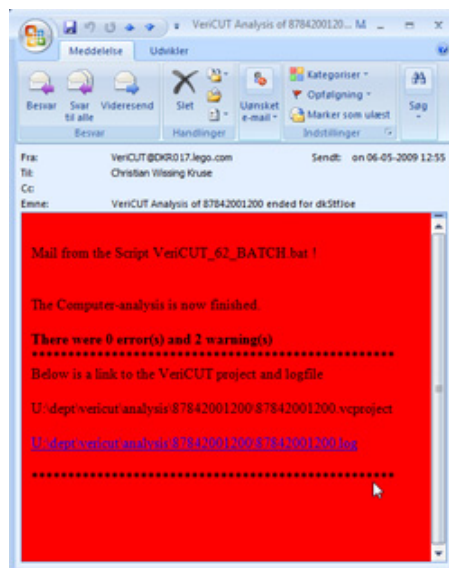 VeriCUT Analysis of 8784200120... M
Meddelelse Udvikler
Besvar Svar til alle Videresend
Besvar
Slet
Handlinger
Uønsket e-mail
Kategoriser
Opfølgning
Marker som ulæst
Indstillinger
Søg
Fra: VeriCUT@DKR017.lego.com Sendt: on 06-05-2009 12:55
Til: Christian Wissing Kruse
Cc:
Emne: VeriCUT Analysis of 87842001200 ended for dkStfJoe
Mail from the Script VeriCUT_62_BATCH.bat !
The Computer-analysis is now finished.
There were 0 error(s) and 2 warning(s)
Below is a link to the VeriCUT project and logfile
U:\dept\vericut\analysis\87842001200\87842001200.vcproject
U:\dept\vericut\analysis\87842001200\87842001200.log